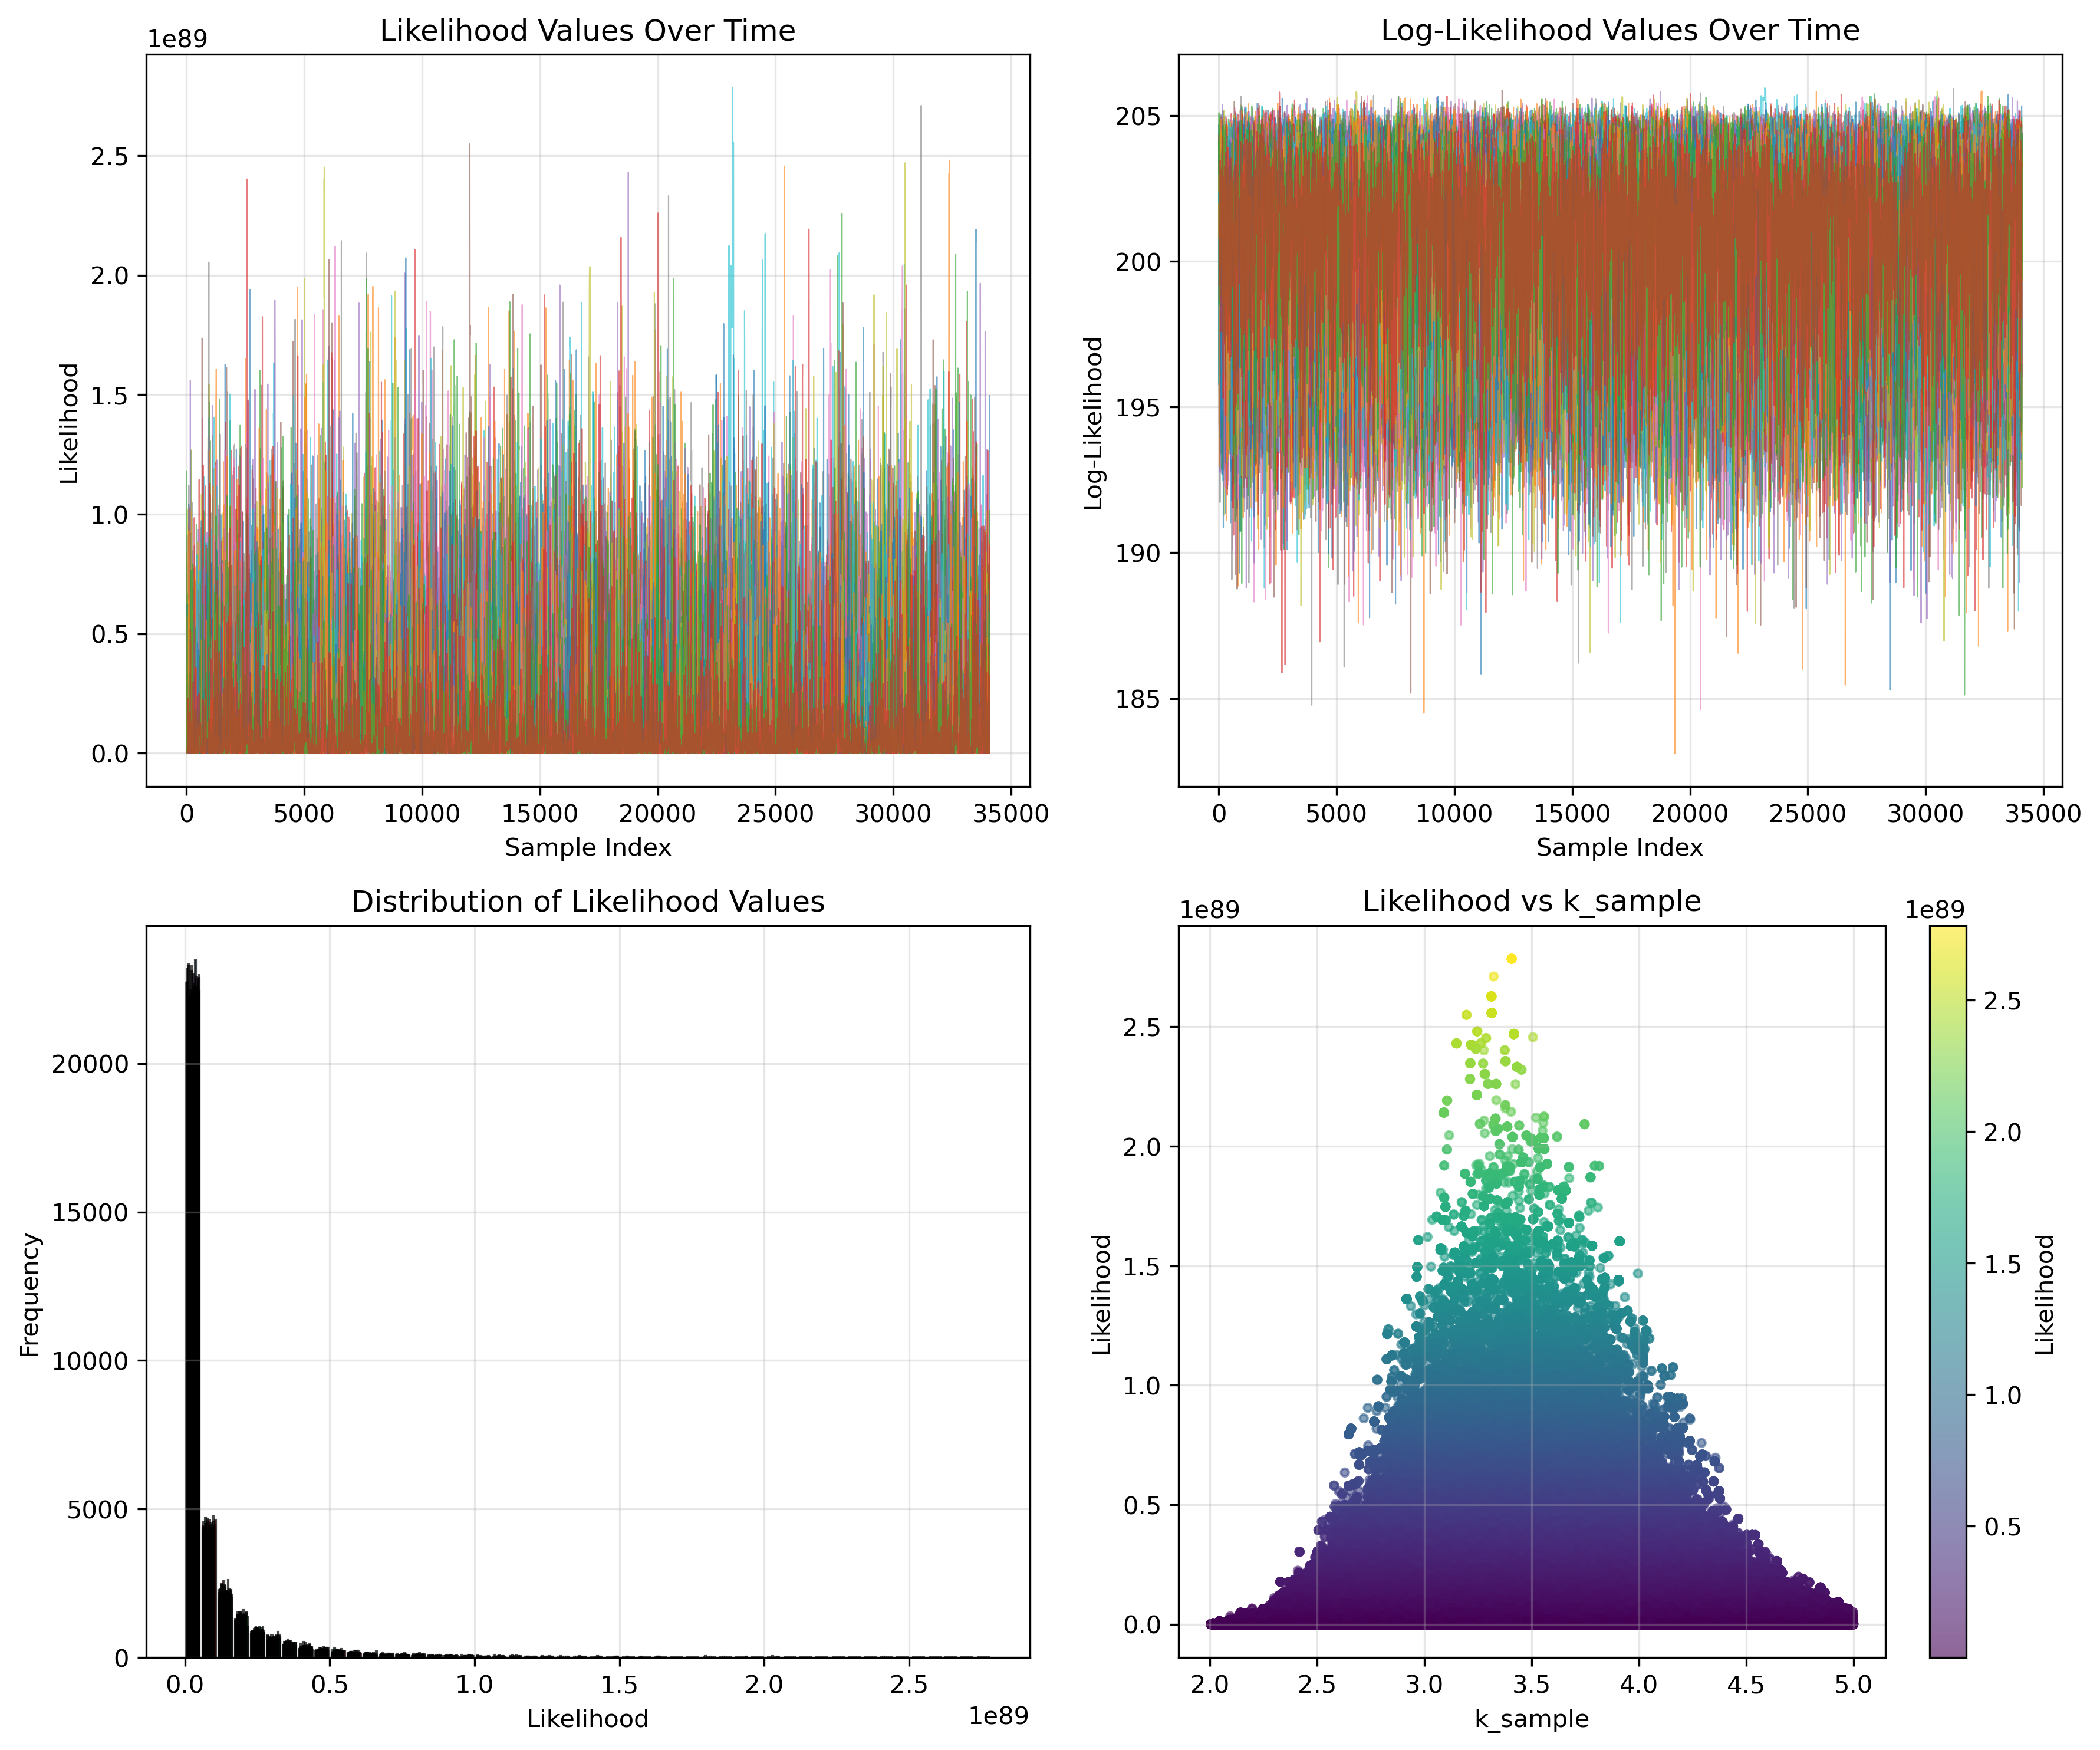 Likelihood Values Over Time
1e89
2.5
2.0
1.5
1.0
0.5
0.0
Likelihood
0 5000 10000 15000 20000 25000 30000 35000
Sample Index
Log-Likelihood Values Over Time
205
200
195
190
185
Log-Likelihood
0 5000 10000 15000 20000 25000 30000 35000
Sample Index
Distribution of Likelihood Values
20000
15000
10000
5000
0
Frequency
0.0 0.5 1.0 1.5 2.0 2.5
Likelihood
1e89
Likelihood vs k_sample
1e89
2.5
2.0
1.5
1.0
0.5
0.0
Likelihood
2.0 2.5 3.0 3.5 4.0 4.5 5.0
k_sample
1e89
2.5
2.0
1.5
1.0
0.5
Likelihood